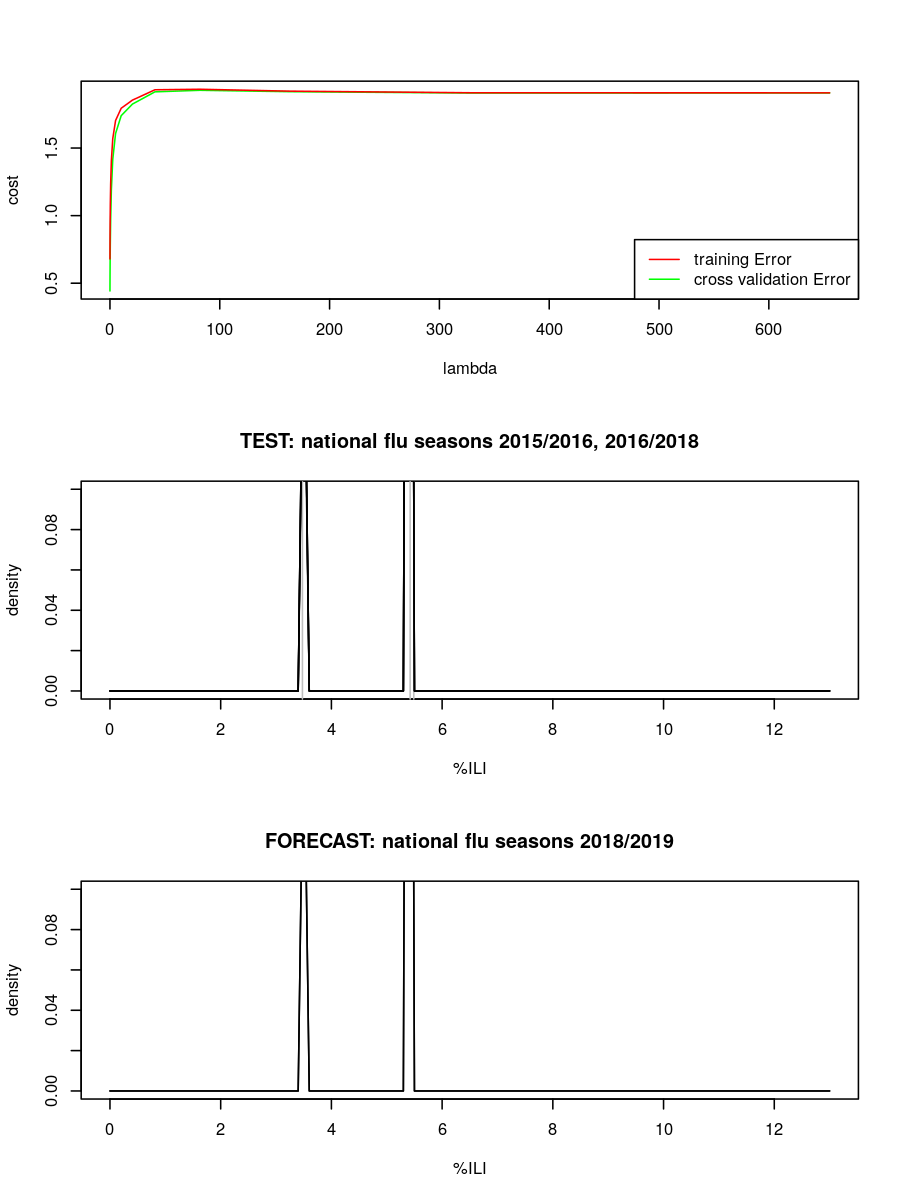 cost
1.5
1.0
0.5
training Error
cross validation Error
0 100 200 300 400 500 600
lambda
TEST: national flu seasons 2015/2016, 2016/2018
density
0.08
0.04
0.00
0 2 4 6 8 10 12
%ILI
FORECAST: national flu seasons 2018/2019
density
0.08
0.04
0.00
0 2 4 6 8 10 12
%ILI